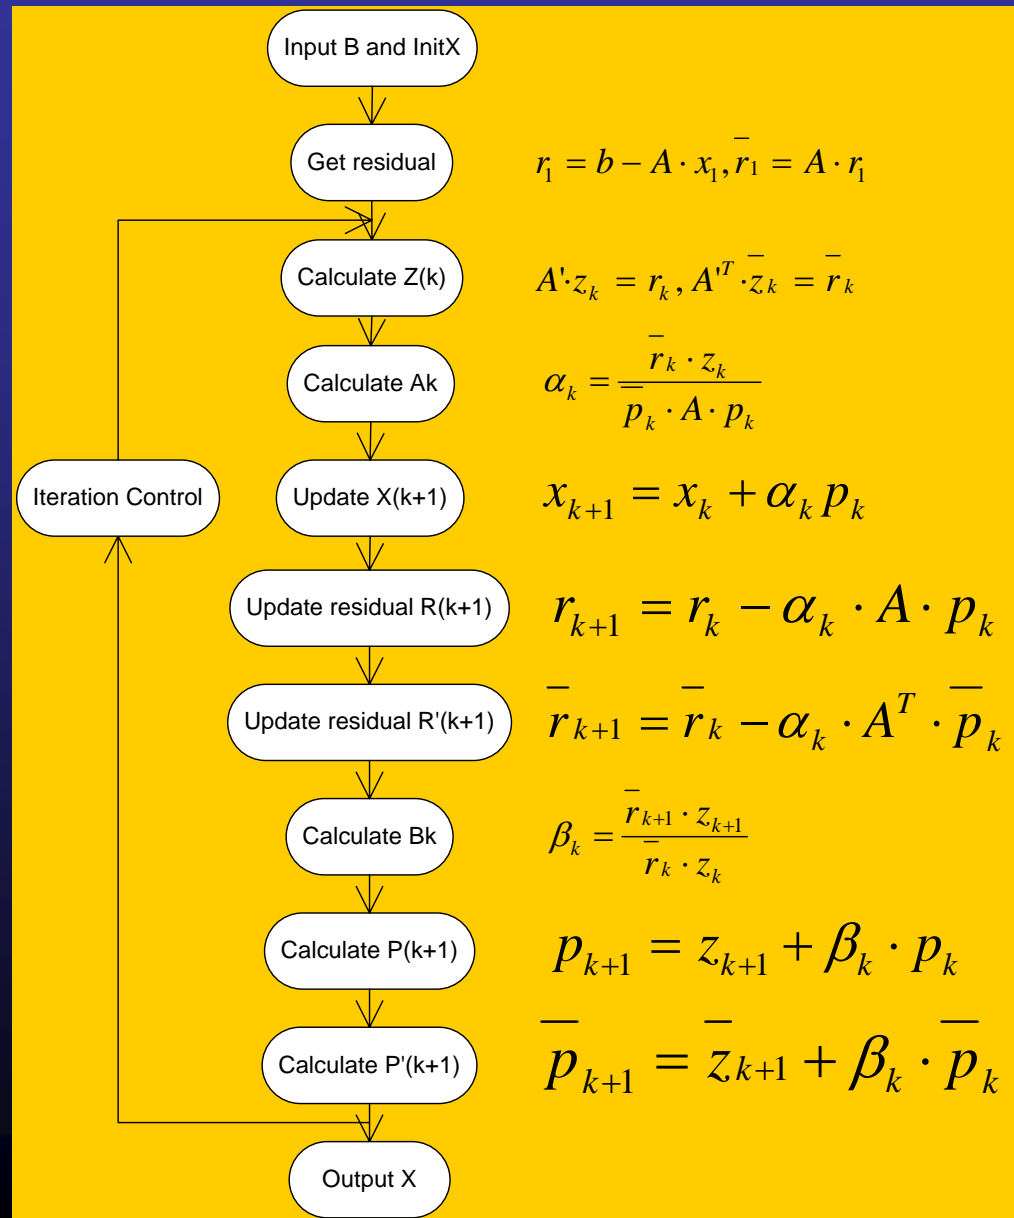 Input B and InitX
Get residual
r₁ = b − A · x₁, r̄₁ = A · r₁
Calculate Z(k)
A'·zₖ = rₖ, A'ᵀ · z̄ₖ = r̄ₖ
Calculate Ak
αₖ = (r̄ₖ · zₖ) / (p̄ₖ · A · pₖ)
Iteration Control
Update X(k+1)
xₖ₊₁ = xₖ + αₖ pₖ
Update residual R(k+1)
rₖ₊₁ = rₖ − αₖ · A · pₖ
Update residual R'(k+1)
r̄ₖ₊₁ = r̄ₖ − αₖ · Aᵀ · p̄ₖ
Calculate Bk
βₖ = (r̄ₖ₊₁ · zₖ₊₁) / (r̄ₖ · zₖ)
Calculate P(k+1)
pₖ₊₁ = zₖ₊₁ + βₖ · pₖ
Calculate P'(k+1)
p̄ₖ₊₁ = z̄ₖ₊₁ + βₖ · p̄ₖ
Output X